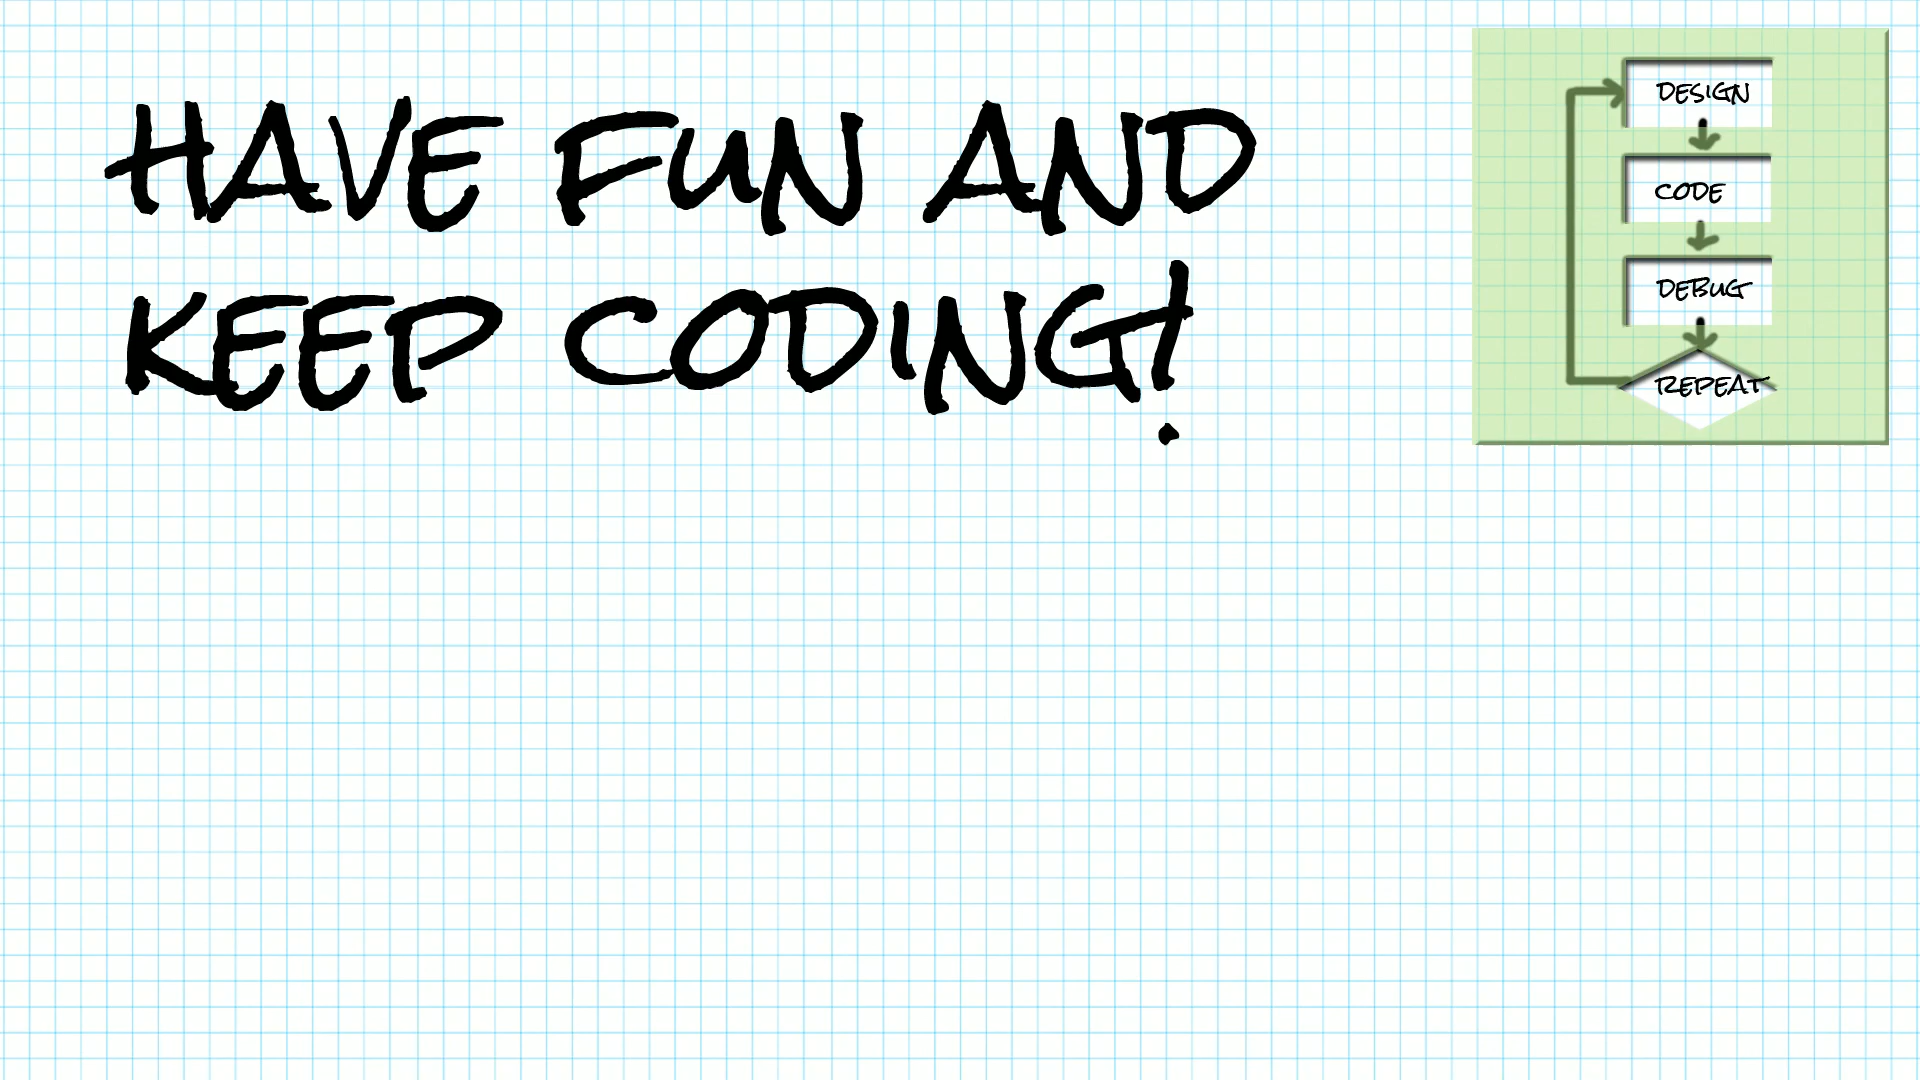 HAVE FUN AND
KEEP CODING!
DESIGN
CODE
DEBUG
REPEAT